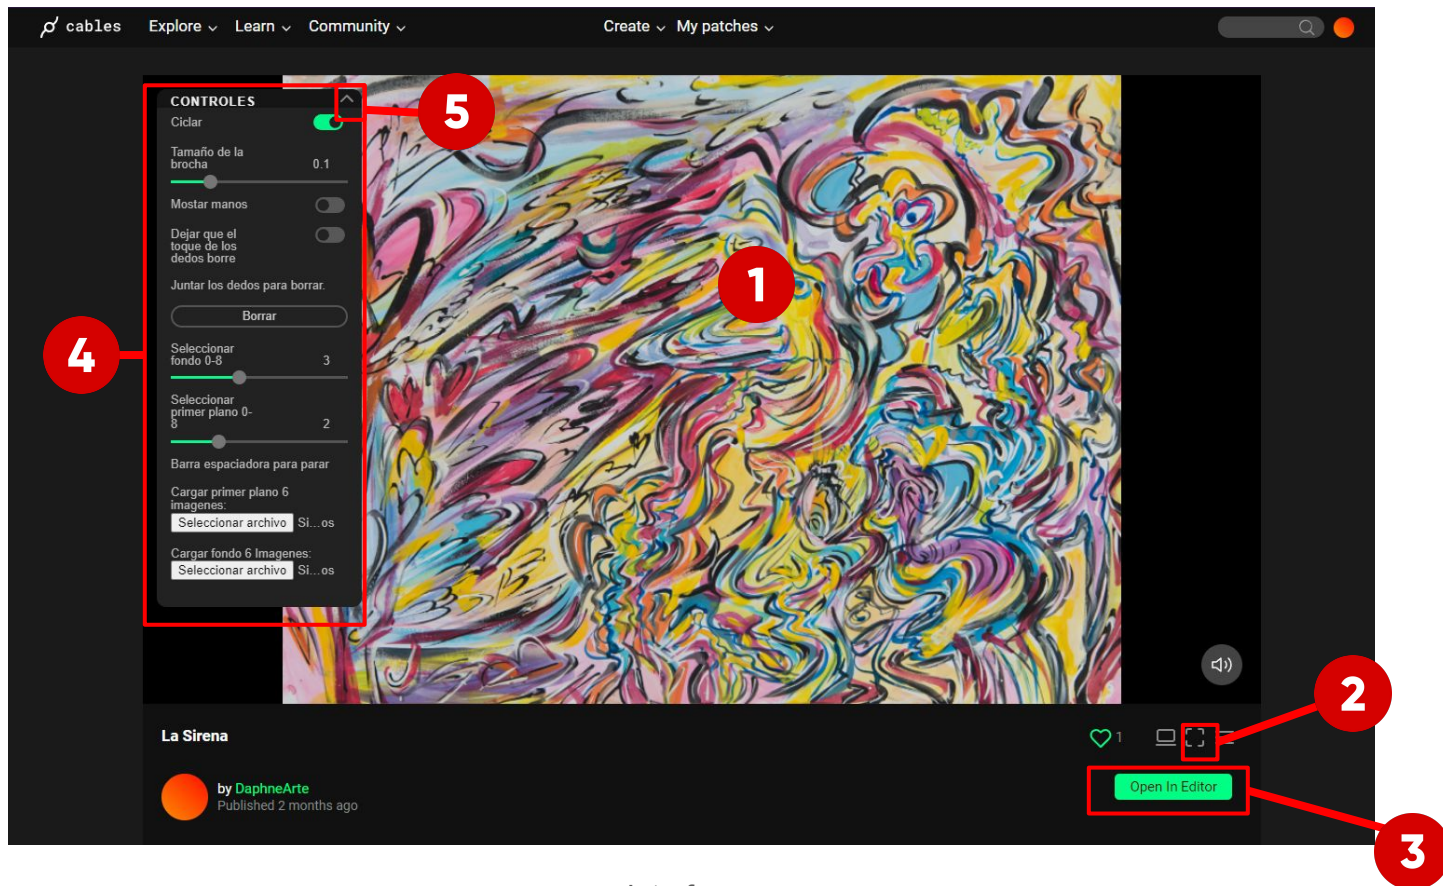 cables Explore Learn Community Create My patches
CONTROLES
5
Ciclar
Tamaño de la
brocha 0.1
Mostar manos
Dejar que el
toque de los
dedos borre
1
Juntar los dedos para borrar.
Borrar
4
Seleccionar
fondo 0-8 3
Seleccionar
primer plano 0-
8 2
Barra espaciadora para parar
Cargar primer plano 6
imagenes:
Seleccionar archivo Si...os
Cargar fondo 6 Imagenes:
Seleccionar archivo Si...os
2
La Sirena
1
by DaphneArte
Published 2 months ago
Open In Editor
3